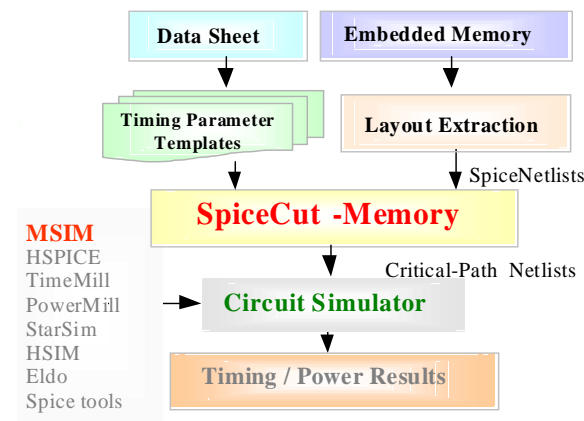 Data Sheet
Embedded Memory
Timing Parameter
Templates
Layout Extraction
SpiceNetlists
SpiceCut -Memory
Critical-Path Netlists
MSIM
HSPICE
TimeMill
PowerMill
StarSim
HSIM
Eldo
Spice tools
Circuit Simulator
Timing / Power Results